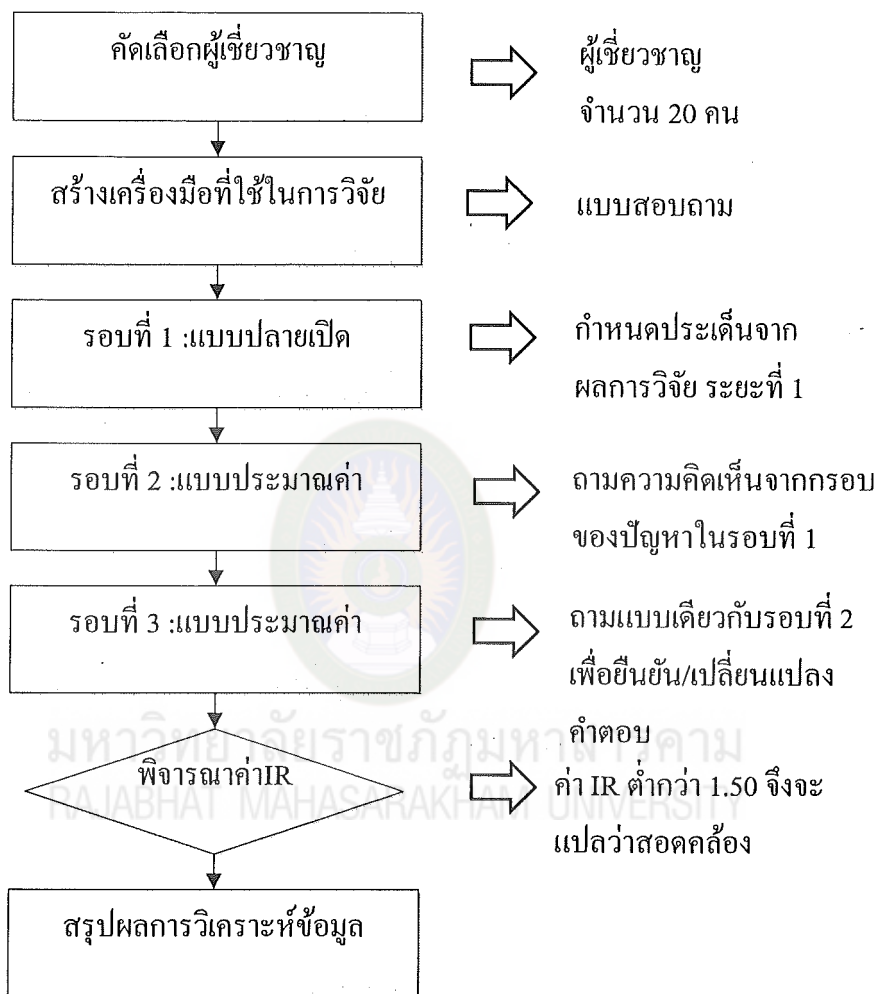 คัดเลือกผู้เชี่ยวชาญ
ผู้เชี่ยวชาญ
จำนวน 20 คน
สร้างเครื่องมือที่ใช้ในการวิจัย
แบบสอบถาม
รอบที่ 1 :แบบปลายเปิด
กำหนดประเด็นจาก
ผลการวิจัย ระยะที่ 1
รอบที่ 2 :แบบประมาณค่า
ถามความคิดเห็นจากกรอบ
ของปัญหาในรอบที่ 1
รอบที่ 3 :แบบประมาณค่า
ถามแบบเดียวกับรอบที่ 2
เพื่อยืนยัน/เปลี่ยนแปลง
คำตอบ
มหาวิทยาลัยราชภัฏมหาสารคาม
RAJABHAT MAHASARAKHAM UNIVERSITY
พิจารณาค่าIR
ค่า IR ต่ำกว่า 1.50 จึงจะ
แปลว่าสอดคล้อง
สรุปผลการวิเคราะห์ข้อมูล